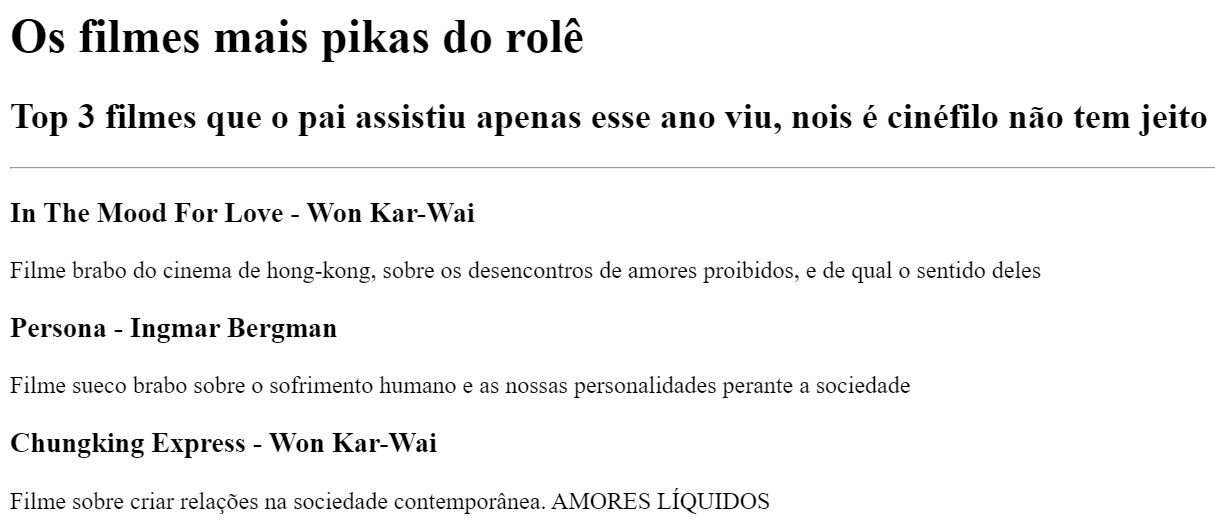 Os filmes mais pikas do rolê
Top 3 filmes que o pai assistiu apenas esse ano viu, nois é cinéfilo não tem jeito
In The Mood For Love - Won Kar-Wai
Filme brabo do cinema de hong-kong, sobre os desencontros de amores proibidos, e de qual o sentido deles
Persona - Ingmar Bergman
Filme sueco brabo sobre o sofrimento humano e as nossas personalidades perante a sociedade
Chungking Express - Won Kar-Wai
Filme sobre criar relações na sociedade contemporânea. AMORES LÍQUIDOS